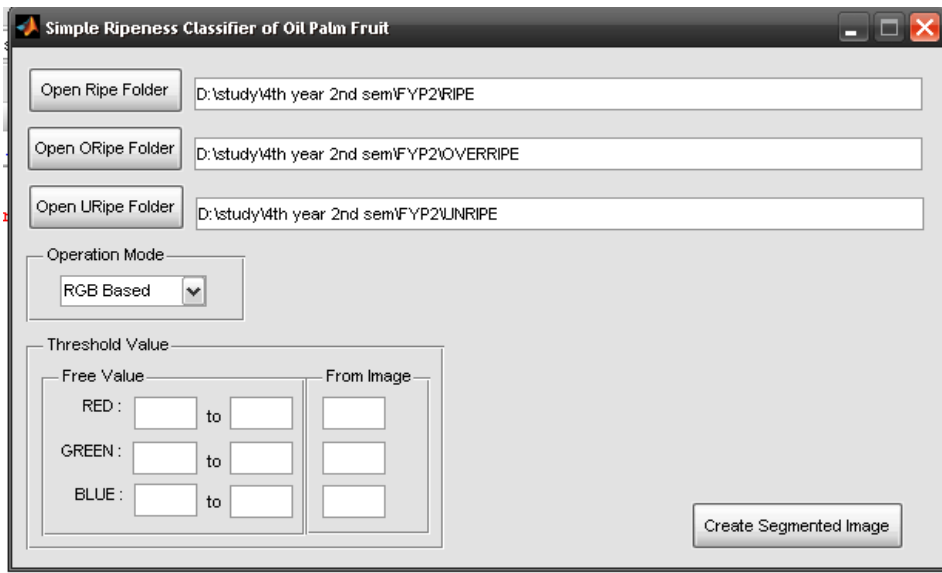 Simple Ripeness Classifier of Oil Palm Fruit
Open Ripe Folder D:\study\4th year 2nd sem\FYP2\RIPE
Open ORipe Folder D:\study\4th year 2nd sem\FYP2\OVERRIPE
Open URipe Folder D:\study\4th year 2nd sem\FYP2\UNRIPE
Operation Mode
RGB Based
Threshold Value
Free Value From Image
RED : to
GREEN : to
BLUE : to
Create Segmented Image